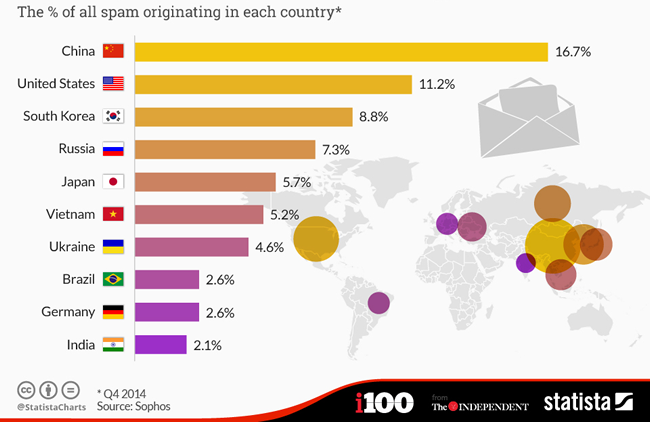 The % of all spam originating in each country*
China 16.7%
United States 11.2%
South Korea 8.8%
Russia 7.3%
Japan 5.7%
Vietnam 5.2%
Ukraine 4.6%
Brazil 2.6%
Germany 2.6%
India 2.1%
cc
@StatistaCharts
* Q4 2014
Source: Sophos
i100
from
The INDEPENDENT
statista